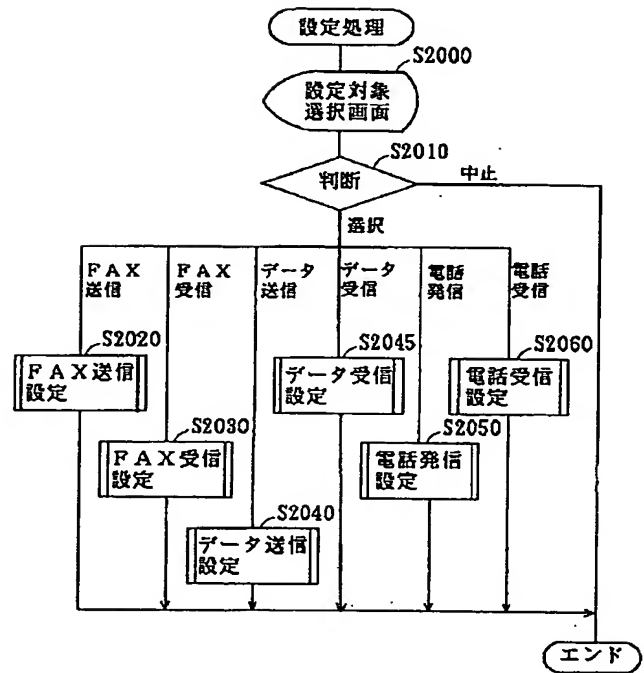 設定処理
S2000
設定対象
選択画面
S2010
判断
中止
選択
ＦＡＸ
送信
ＦＡＸ
受信
データ
送信
データ
受信
電話
発信
電話
受信
S2020
ＦＡＸ送信
設定
S2045
データ受信
設定
S2060
電話受信
設定
S2030
ＦＡＸ受信
設定
S2050
電話発信
設定
S2040
データ送信
設定
エンド